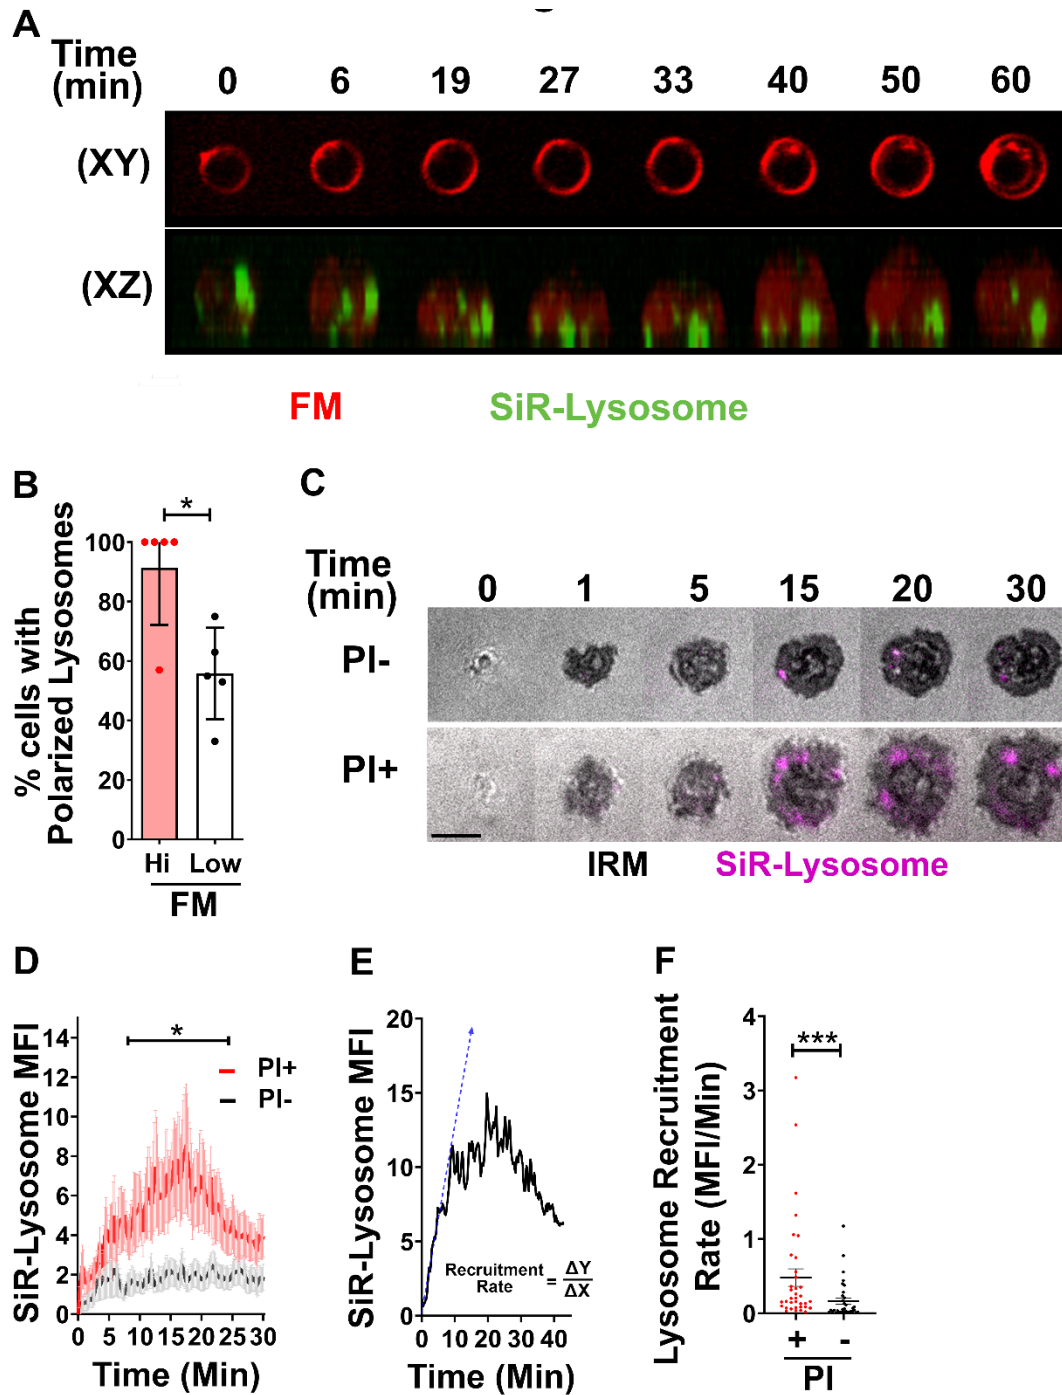 A
Time
(min)
0 6 19 27 33 40 50 60
(XY)
(XZ)
FM SiR-Lysosome
B
% cells with
Polarized Lysosomes
*
100
80
60
40
20
0
Hi Low
FM
C
Time
(min)
0 1 5 15 20 30
PI-
PI+
IRM SiR-Lysosome
D
SiR-Lysosome MFI
14
12
10
8
6
4
2
0
*
PI+
PI-
0 5 10 15 20 25 30
Time (Min)
E
SiR-Lysosome MFI
20
15
10
5
0
Recruitment
Rate = ΔY
ΔX
0 10 20 30 40
Time (Min)
F
Lysosome Recruitment
Rate (MFI/Min)
4
3
2
1
0
***
+ -
PI